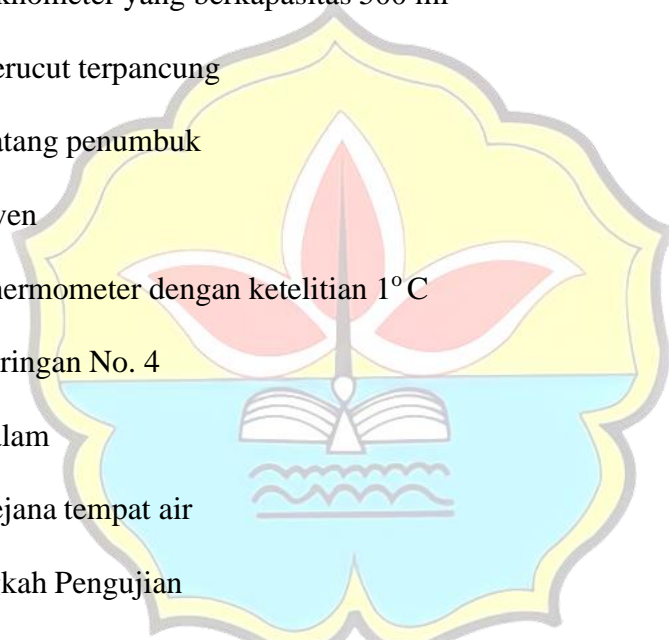 knometer yang berkapasitas 500 ml
erucut terpancung
atang penumbuk
ven
hermometer dengan ketelitian 1° C
ringan No. 4
alam
ejana tempat air
kah Pengujian